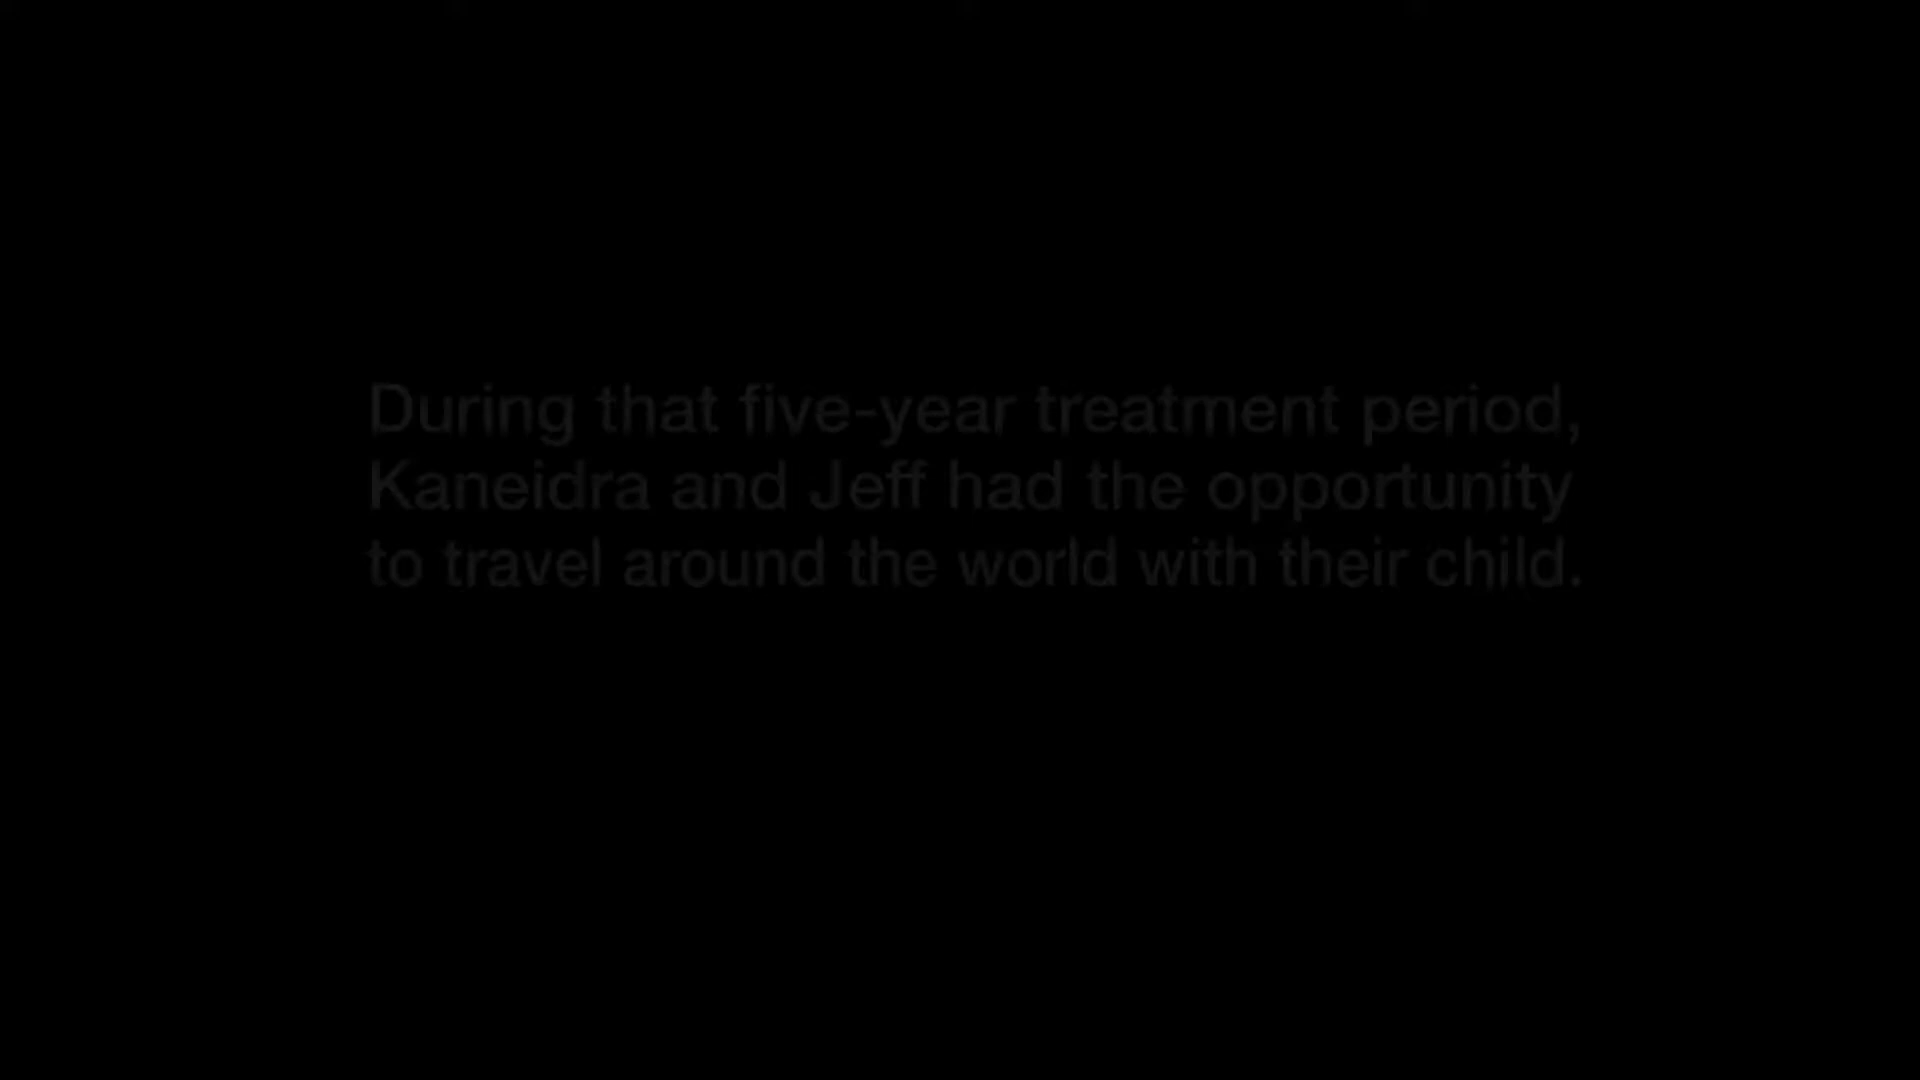 During that five-year treatment period,
Kaneidra and Jeff had the opportunity
to travel around the world with their child.